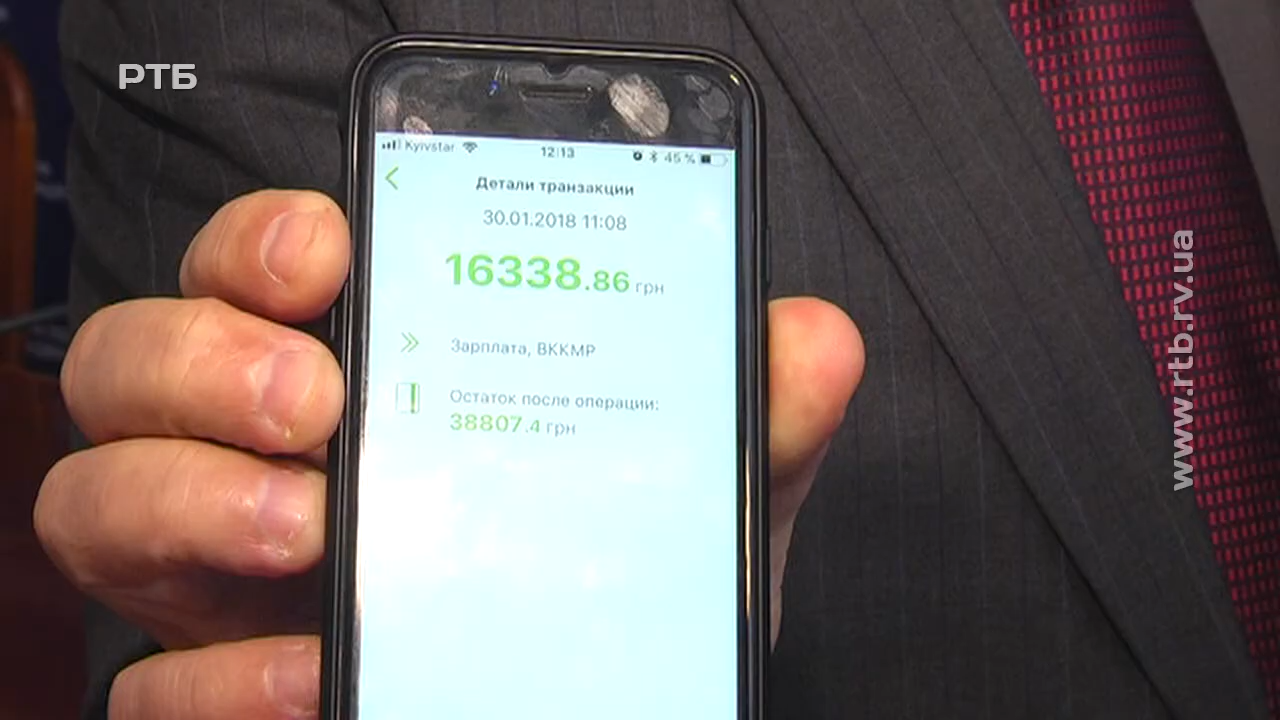 РТБ
Kyivstar 12:13 45 %
Детали транзакции
30.01.2018 11:08
16338.86 грн
Зарплата, ВККМР
Остаток после операции:
38807.4 грн
www.rtb.rv.ua